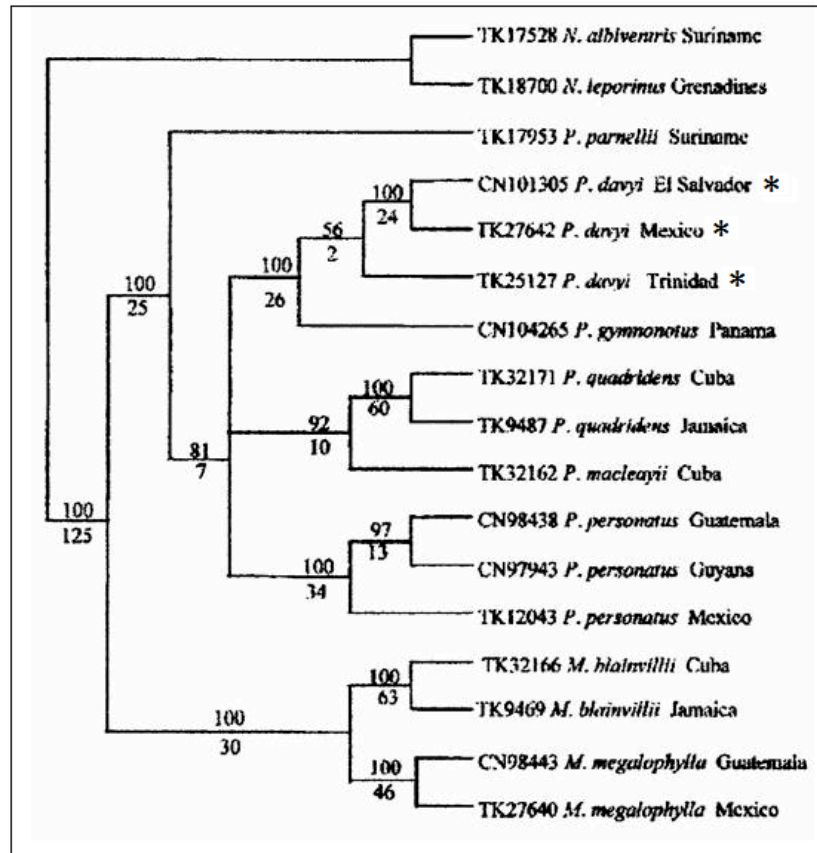 TK17528 N. albiventris Suriname
TK18700 N. leporinus Grenadines
TK17953 P. parnellii Suriname
CN101305 P. davyi El Salvador *
100
24
TK27642 P. davyi Mexico *
56
2
TK25127 P. davyi Trinidad *
100
26
100
25
CN104265 P. gymnonotus Panama
TK32171 P. quadridens Cuba
100
60
TK9487 P. quadridens Jamaica
92
10
81
7
TK32162 P. macleayii Cuba
100
125
CN98438 P. personatus Guatemala
97
13
CN97943 P. personatus Guyana
100
34
TK12043 P. personatus Mexico
TK32166 M. blainvillii Cuba
100
63
TK9469 M. blainvillii Jamaica
100
30
CN98443 M. megalophylla Guatemala
100
46
TK27640 M. megalophylla Mexico